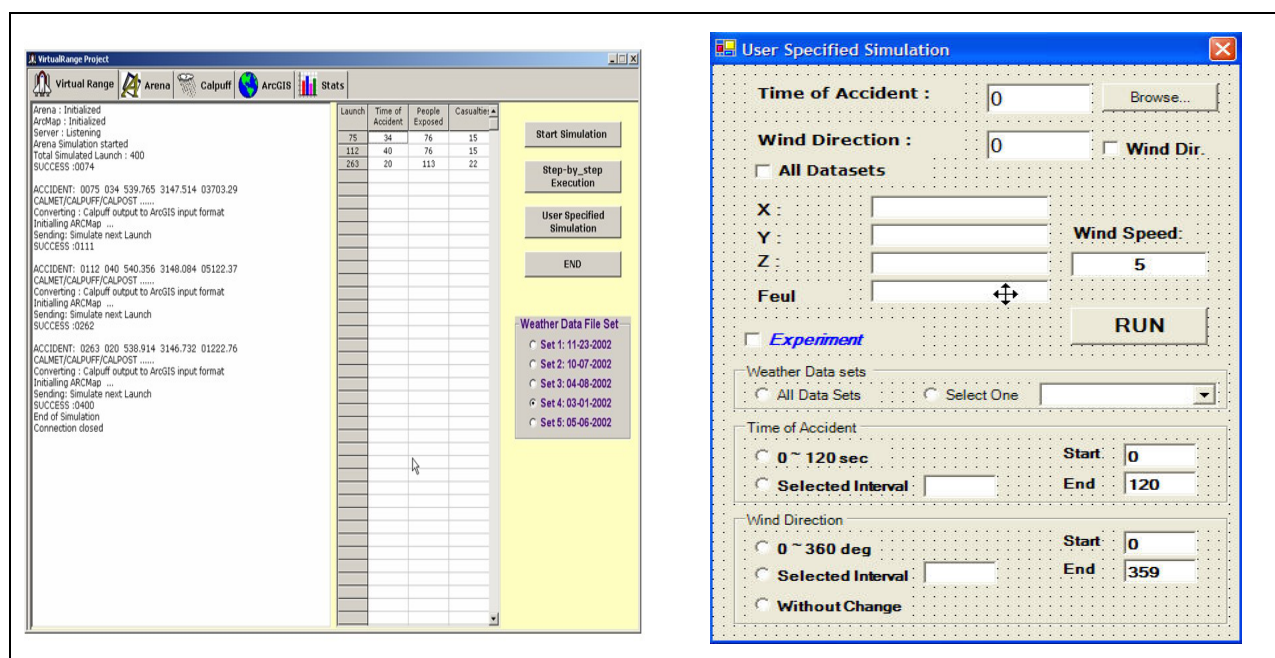 VirtualRange Project
Virtual Range Arena Calpuff ArcGIS Stats
Arena : Initialized
ArcMap : Initialized
Server : Listening
Arena Simulation started
Total Simulated Launch : 400
SUCCESS :0074
ACCIDENT: 0075 034 539.765 3147.514 03703.29
CALMET/CALPUFF/CALPOST ......
Converting : Calpuff output to ArcGIS input format
Initialing ARCMap ...
Sending: Simulate next Launch
SUCCESS :0111
ACCIDENT: 0112 040 540.356 3148.084 05122.37
CALMET/CALPUFF/CALPOST ......
Converting : Calpuff output to ArcGIS input format
Initialing ARCMap ...
Sending: Simulate next Launch
SUCCESS :0262
ACCIDENT: 0263 020 538.914 3146.732 01222.76
CALMET/CALPUFF/CALPOST ......
Converting : Calpuff output to ArcGIS input format
Initialing ARCMap ...
Sending: Simulate next Launch
SUCCESS :0400
End of Simulation
Connection closed
Launch Time of Accident People Exposed Casualties
75 34 76 15
112 40 76 15
263 20 113 22
Start Simulation
Step-by_step
Execution
User Specified
Simulation
END
Weather Data File Set
Set 1: 11-23-2002
Set 2: 10-07-2002
Set 3: 04-08-2002
Set 4: 03-01-2002
Set 5: 05-06-2002
User Specified Simulation
Time of Accident : 0 Browse...
Wind Direction : 0 Wind Dir.
All Datasets
X :
Y : Wind Speed:
Z : 5
Feul
RUN
Experiment
Weather Data sets
All Data Sets Select One
Time of Accident
0 ~ 120 sec Start 0
Selected Interval End 120
Wind Direction
0 ~ 360 deg Start 0
Selected Interval End 359
Without Change